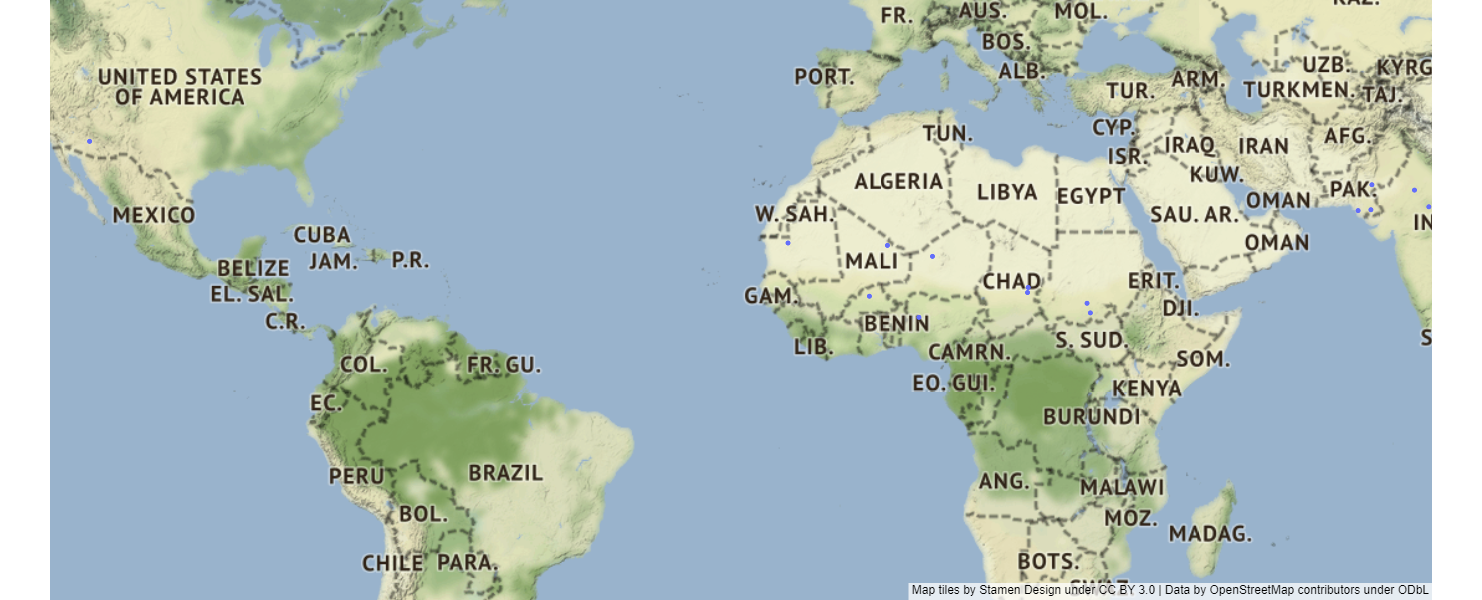 KAZ.
FR.
AUS.
MOL.
BOS.
PORT.
ALB.
TUR.
ARM.
UZB.
KYRG
TURKMEN.
TAJ.
UNITED STATES
OF AMERICA
TUN.
CYP.
ISR.
IRAQ
IRAN
AFG.
KUW.
ALGERIA
LIBYA
EGYPT
PAK.
OMAN
MEXICO
W. SAH.
SAU. AR.
IN
CUBA
JAM.
P.R.
OMAN
BELIZE
MALI
CHAD
ERIT.
EL. SAL.
GAM.
DJI.
C.R.
BENIN
LIB.
S. SUD.
S
COL.
FR. GU.
CAMRN.
SOM.
EQ. GUI.
KENYA
EC.
BURUNDI
PERU
BRAZIL
ANG.
MALAWI
BOL.
MOZ.
MADAG.
CHILE
PARA.
BOTS.
SWAZ.
Map tiles by Stamen Design under CC BY 3.0 | Data by OpenStreetMap contributors under ODbL